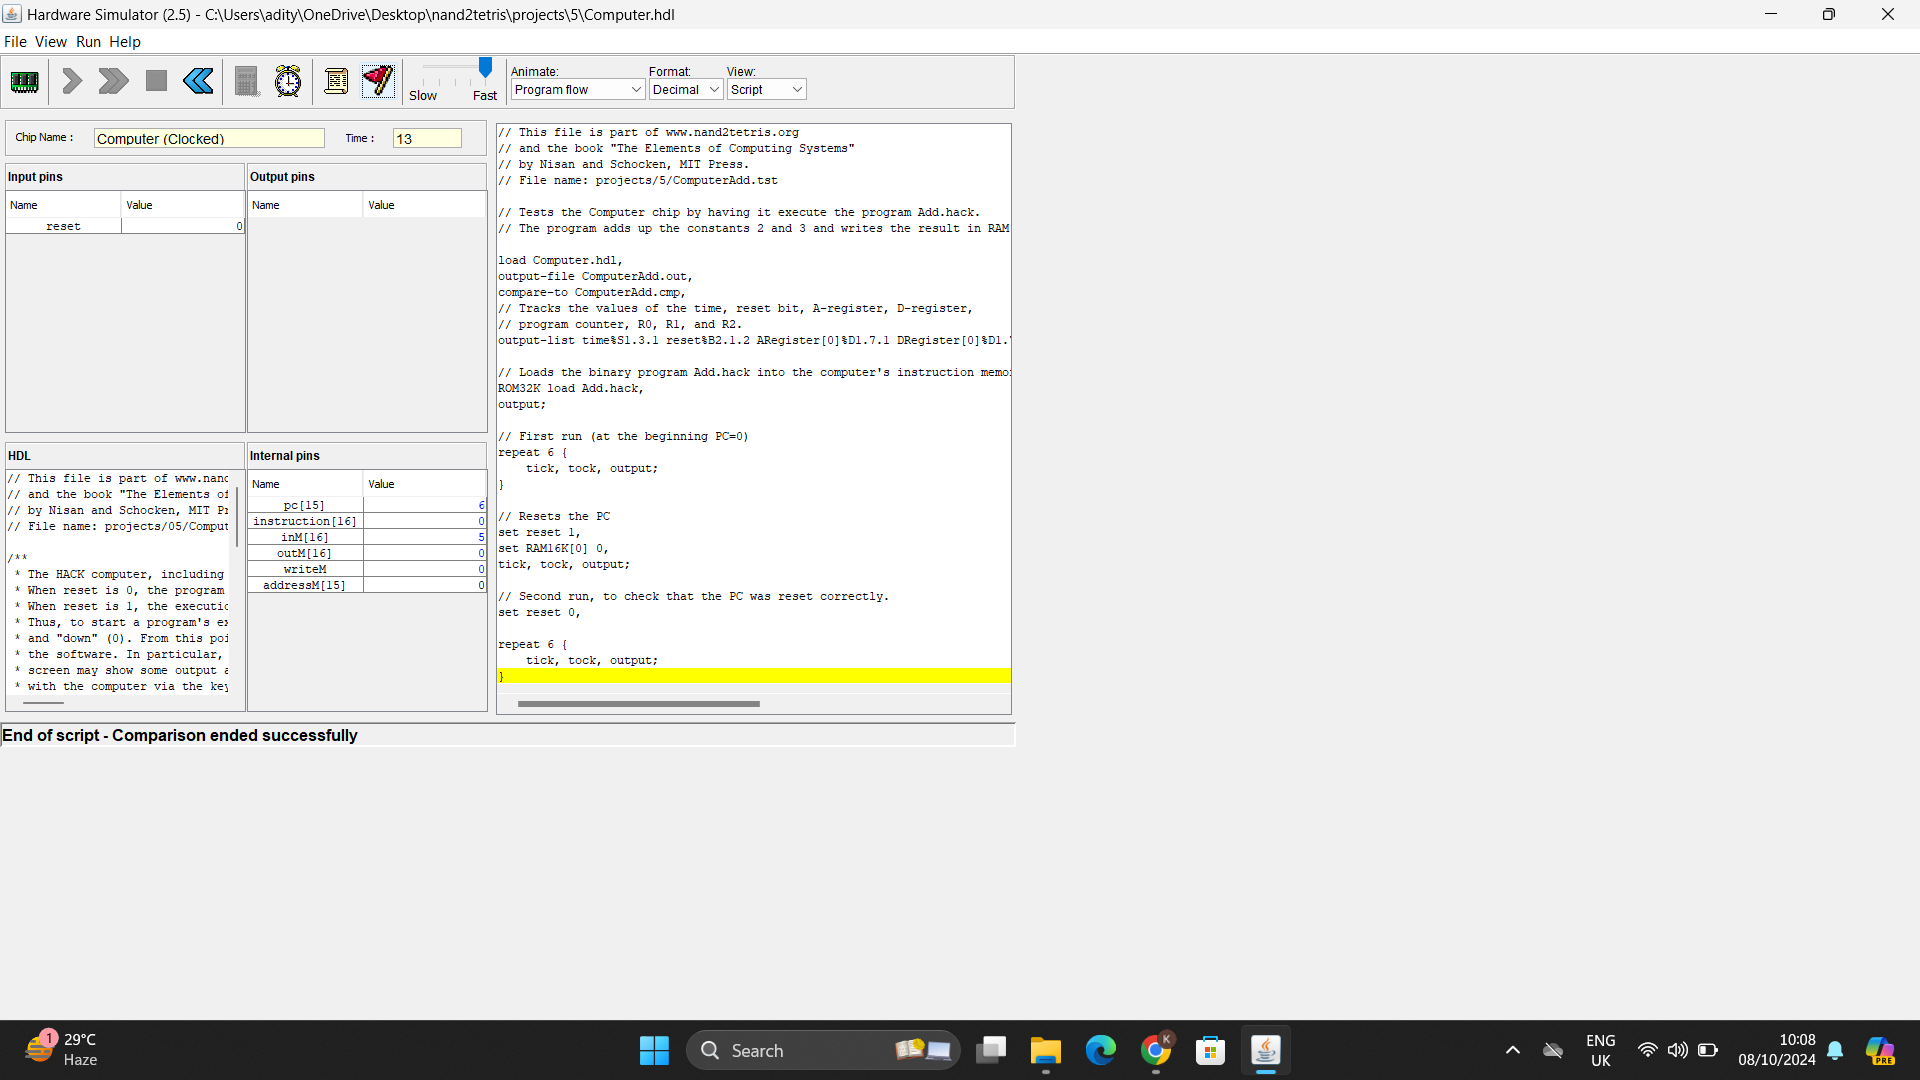 Hardware Simulator (2.5) - C:\Users\adity\OneDrive\Desktop\nand2tetris\projects\5\Computer.hdl
File View Run Help
Slow Fast
Animate: Format: View:
Program flow Decimal Script
Chip Name : Computer (Clocked) Time : 13
Input pins
Name Value
reset 0
Output pins
Name Value
HDL
// This file is part of www.nand
// and the book "The Elements of
// by Nisan and Schocken, MIT Pr
// File name: projects/05/Comput
/**
* The HACK computer, including
* When reset is 0, the program
* When reset is 1, the executio
* Thus, to start a program's ex
* and "down" (0). From this poi
* the software. In particular,
* screen may show some output a
* with the computer via the key
Internal pins
Name Value
pc[15] 6
instruction[16] 0
inM[16] 5
outM[16] 0
writeM 0
addressM[15] 0
// This file is part of www.nand2tetris.org
// and the book "The Elements of Computing Systems"
// by Nisan and Schocken, MIT Press.
// File name: projects/5/ComputerAdd.tst
// Tests the Computer chip by having it execute the program Add.hack.
// The program adds up the constants 2 and 3 and writes the result in RAM
load Computer.hdl,
output-file ComputerAdd.out,
compare-to ComputerAdd.cmp,
// Tracks the values of the time, reset bit, A-register, D-register,
// program counter, R0, R1, and R2.
output-list time%S1.3.1 reset%B2.1.2 ARegister[0]%D1.7.1 DRegister[0]%D1.
// Loads the binary program Add.hack into the computer's instruction memo
ROM32K load Add.hack,
output;
// First run (at the beginning PC=0)
repeat 6 {
tick, tock, output;
}
// Resets the PC
set reset 1,
set RAM16K[0] 0,
tick, tock, output;
// Second run, to check that the PC was reset correctly.
set reset 0,
repeat 6 {
tick, tock, output;
}
End of script - Comparison ended successfully
1
29°C
Haze
Search
K
ENG
UK
10:08
08/10/2024
PRE